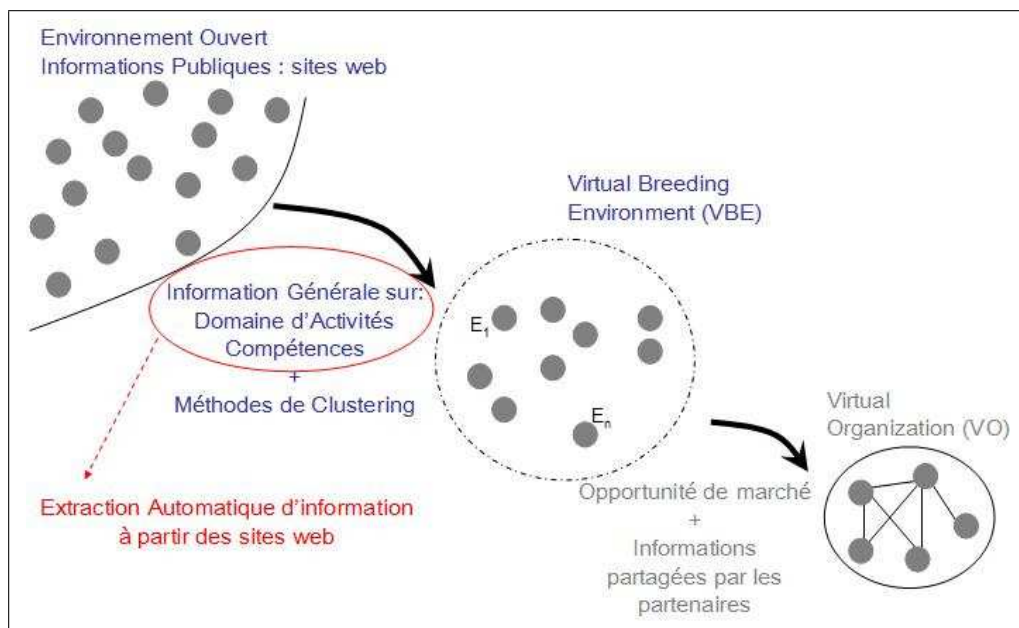 Environnement Ouvert
Informations Publiques : sites web
Virtual Breeding
Environment (VBE)
Information Générale sur:
Domaine d'Activités
Compétences
+
Méthodes de Clustering
E1
En
Virtual
Organization (VO)
Opportunité de marché
+
Informations
partagées par les
partenaires
Extraction Automatique d'information
à partir des sites web